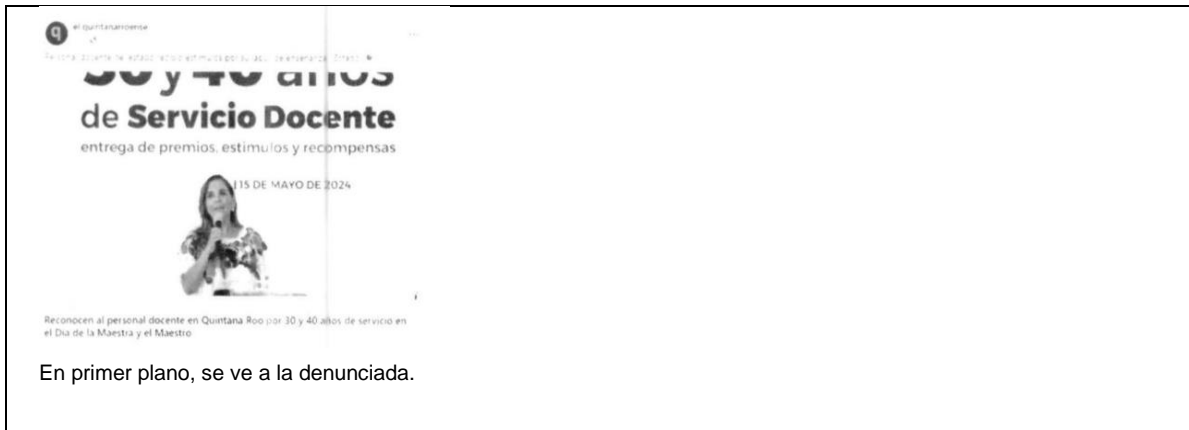 q
el quintanarroense
30 y 40 años
de Servicio Docente
entrega de premios, estímulos y recompensas
15 DE MAYO DE 2024
Reconocen al personal docente en Quintana Roo por 30 y 40 años de servicio en
el Día de la Maestra y el Maestro
En primer plano, se ve a la denunciada.